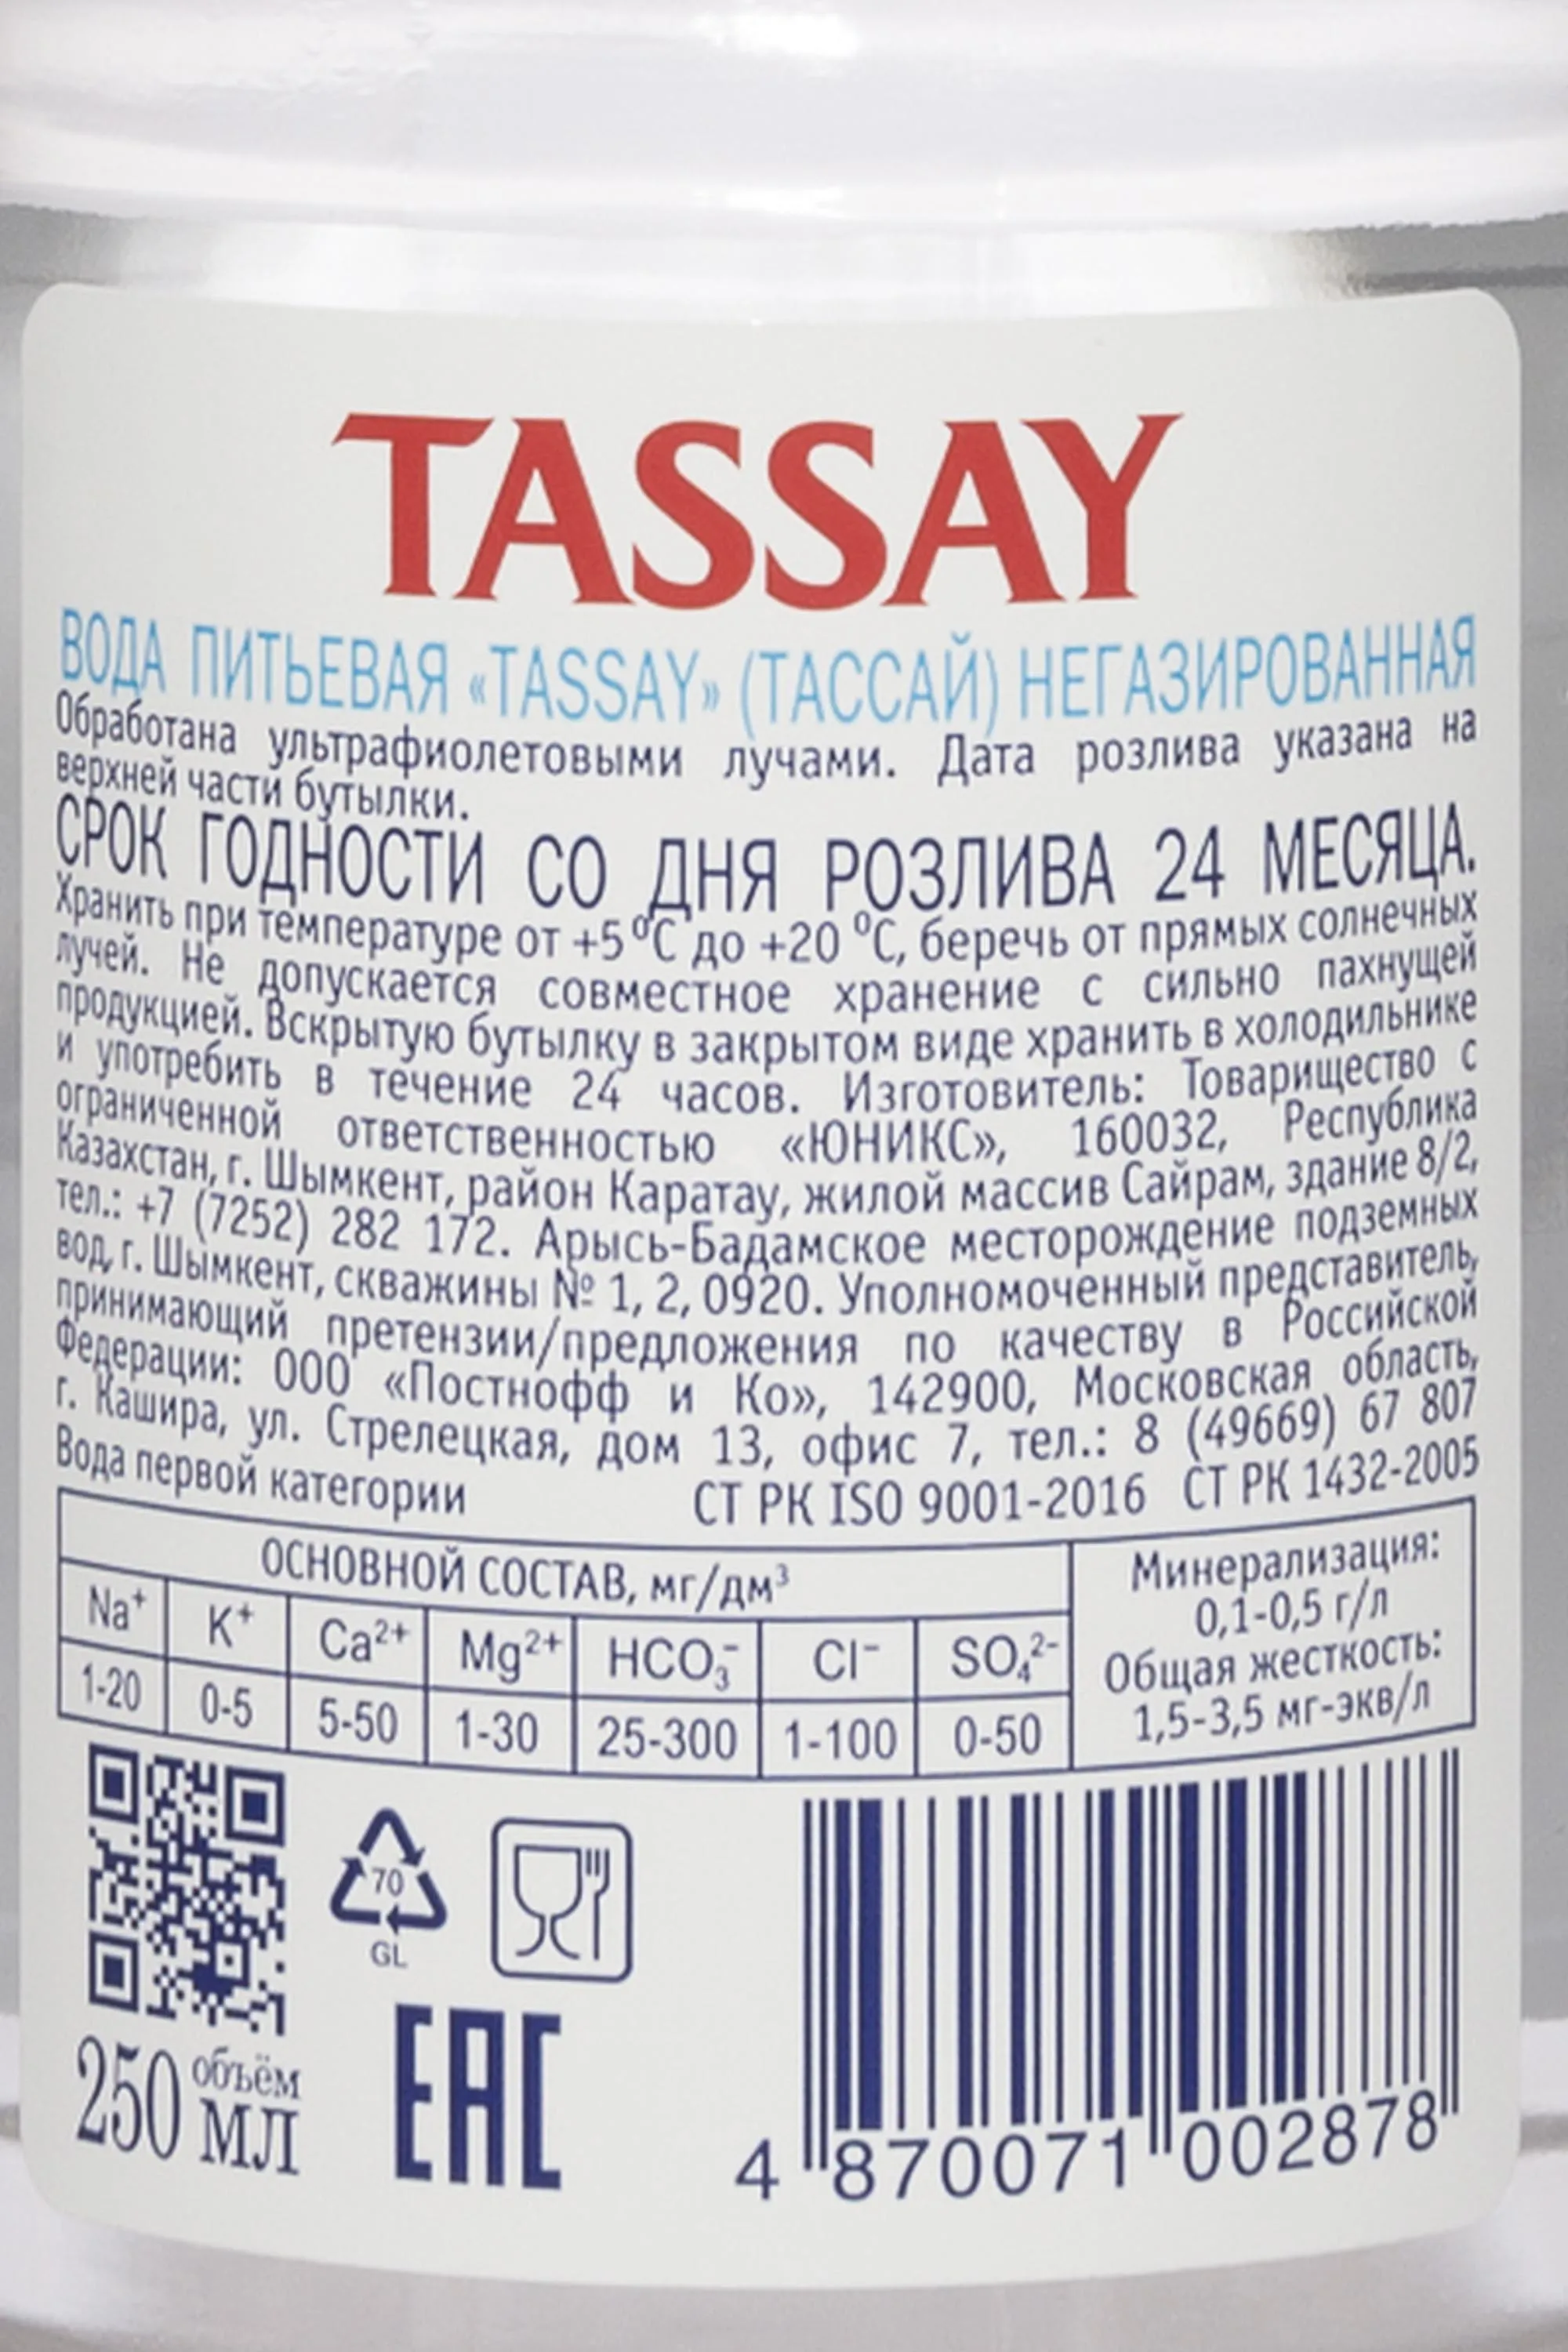 TASSAY
ВОДА ПИТЬЕВАЯ «TASSAY» (ТАССАЙ) НЕГАЗИРОВАННАЯ
Обработана ультрафиолетовыми лучами. Дата розлива указана на
верхней части бутылки.
СРОК ГОДНОСТИ СО ДНЯ РОЗЛИВА 24 МЕСЯЦА.
Хранить при температуре от +5 ⁰C до +20 ⁰C, беречь от прямых солнечных
лучей. Не допускается совместное хранение с сильно пахнущей
продукцией. Вскрытую бутылку в закрытом виде хранить в холодильнике
и употребить в течение 24 часов. Изготовитель: Товарищество с
ограниченной ответственностью «ЮНИКС», 160032, Республика
Казахстан, г. Шымкент, район Каратау, жилой массив Сайрам, здание 8/2,
тел.: +7 (7252) 282 172. Арысь-Бадамское месторождение подземных
вод, г. Шымкент, скважины № 1, 2, 0920. Уполномоченный представитель,
принимающий претензии/предложения по качеству в Российской
Федерации: ООО «Постнофф и Ко», 142900, Московская область,
г. Кашира, ул. Стрелецкая, дом 13, офис 7, тел.: 8 (49669) 67 807
Вода первой категории СТ РК ISO 9001-2016 СТ РК 1432-2005
ОСНОВНОЙ СОСТАВ, мг/дм³
Na⁺ K⁺ Ca²⁺ Mg²⁺ HCO₃⁻ Cl⁻ SO₄²⁻
1-20 0-5 5-50 1-30 25-300 1-100 0-50
Минерализация:
0,1-0,5 г/л
Общая жесткость:
1,5-3,5 мг-экв/л
70
GL
250 объём
МЛ
EAC
4 870071 002878